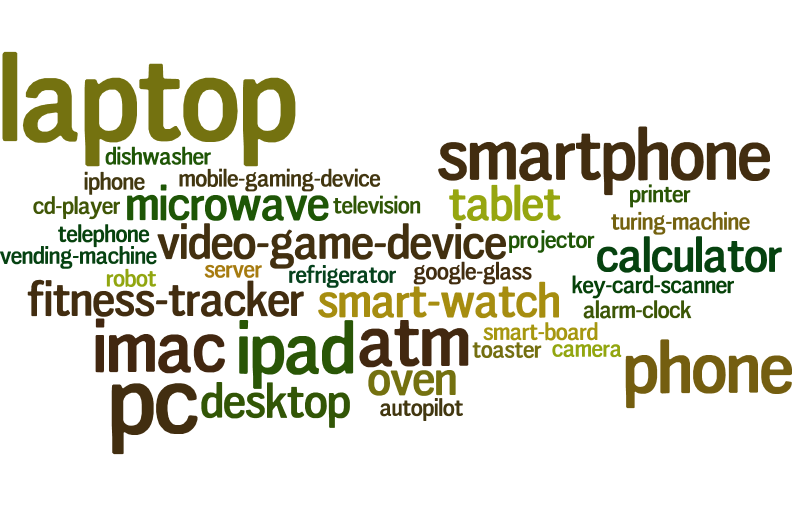 laptop
dishwasher
smartphone
iphone
mobile-gaming-device
cd-player
microwave
television
tablet
printer
turing-machine
telephone
video-game-device
projector
calculator
vending-machine
robot
server
refrigerator
google-glass
key-card-scanner
fitness-tracker
smart-watch
alarm-clock
imac
ipad
atm
smart-board
toaster
camera
phone
pc
desktop
oven
autopilot